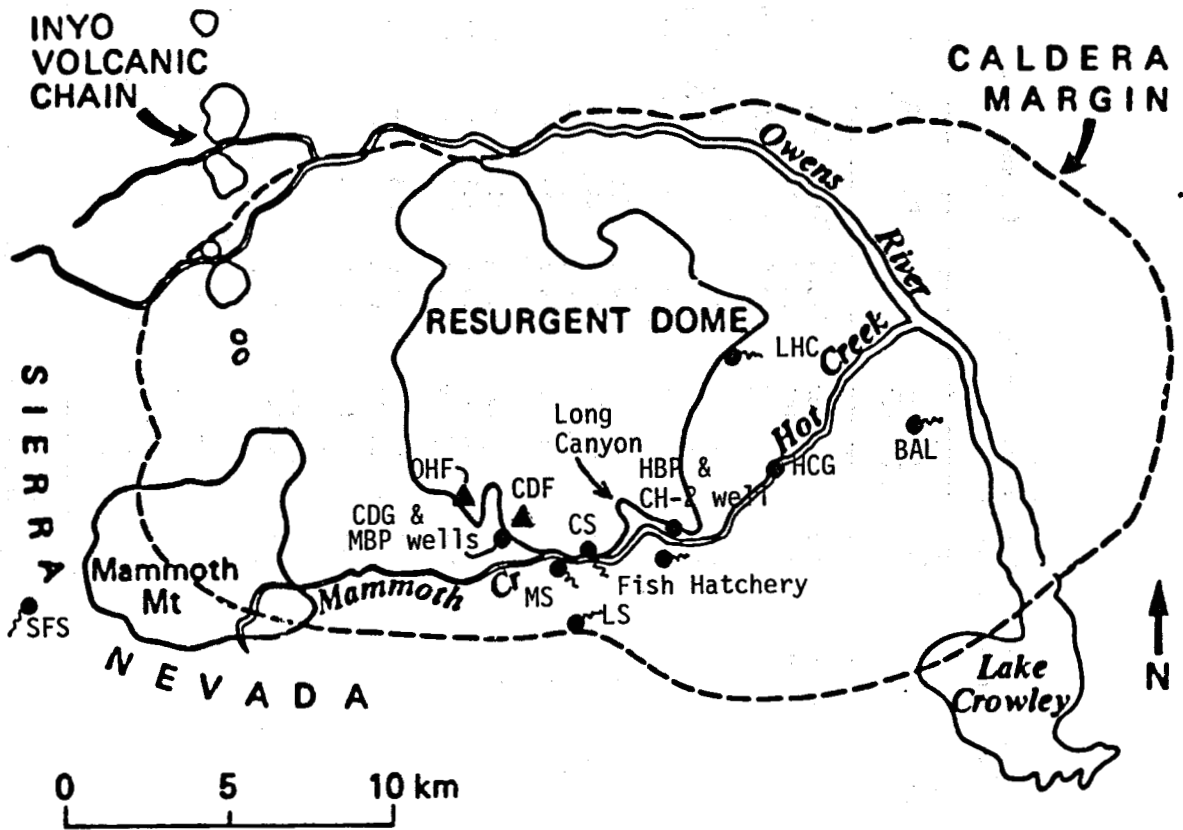 INYO
VOLCANIC
CHAIN
CALDERA
MARGIN
Owens
River
RESURGENT DOME
LHC
Hot Creek
Long
Canyon
BAL
SIERRA
OHF
CDF
HBP &
CH-2 well
HCG
CDG &
MBP wells
CS
Mammoth
Mt
Mammoth Cr
MS
Fish Hatchery
LS
SFS
NEVADA
Lake
Crowley
N
0 5 10 km